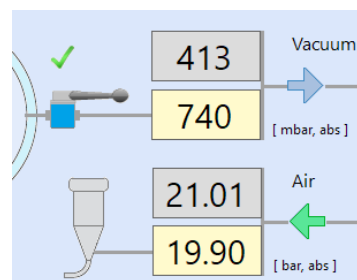 413
Vacuum
740
[ mbar, abs ]
21.01
Air
19.90
[ bar, abs ]